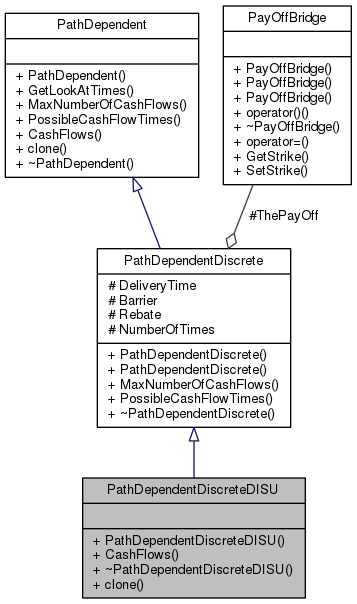 PathDependent
+ PathDependent()
+ GetLookAtTimes()
+ MaxNumberOfCashFlows()
+ PossibleCashFlowTimes()
+ CashFlows()
+ clone()
+ ~PathDependent()
PayOffBridge
+ PayOffBridge()
+ PayOffBridge()
+ PayOffBridge()
+ operator()()
+ ~PayOffBridge()
+ operator=()
+ GetStrike()
+ SetStrike()
#ThePayOff
PathDependentDiscrete
# DeliveryTime
# Barrier
# Rebate
# NumberOfTimes
+ PathDependentDiscrete()
+ PathDependentDiscrete()
+ MaxNumberOfCashFlows()
+ PossibleCashFlowTimes()
+ ~PathDependentDiscrete()
PathDependentDiscreteDISU
+ PathDependentDiscreteDISU()
+ CashFlows()
+ ~PathDependentDiscreteDISU()
+ clone()